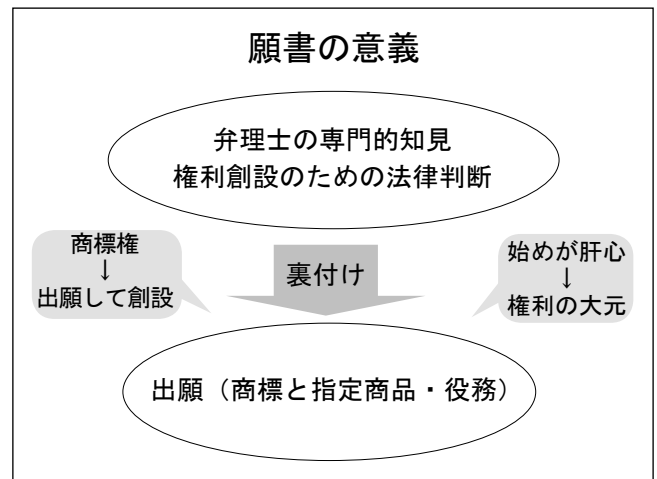 願書の意義
弁理士の専門的知見
権利創設のための法律判断
商標権
↓
出願して創設
裏付け
始めが肝心
↓
権利の大元
出願（商標と指定商品・役務）